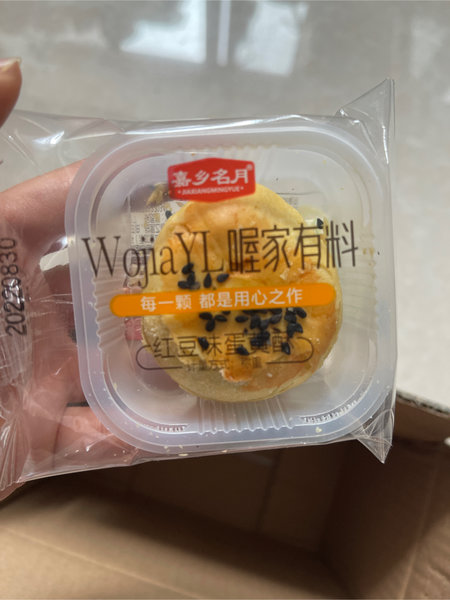 嘉乡名月
JIAXIANGMINGYUE
WojiaYL喔家有料
每一颗 都是用心之作
红豆味蛋黄酥
20220830